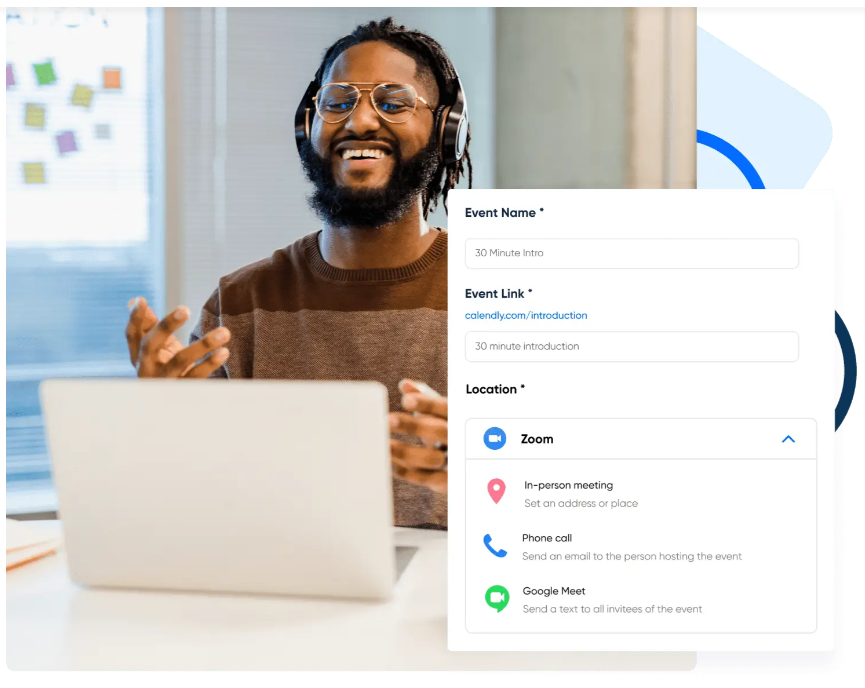 Event Name *
30 Minute Intro
Event Link *
calendly.com/introduction
30 minute introduction
Location *
Zoom
In-person meeting
Set an address or place
Phone call
Send an email to the person hosting the event
Google Meet
Send a text to all invitees of the event